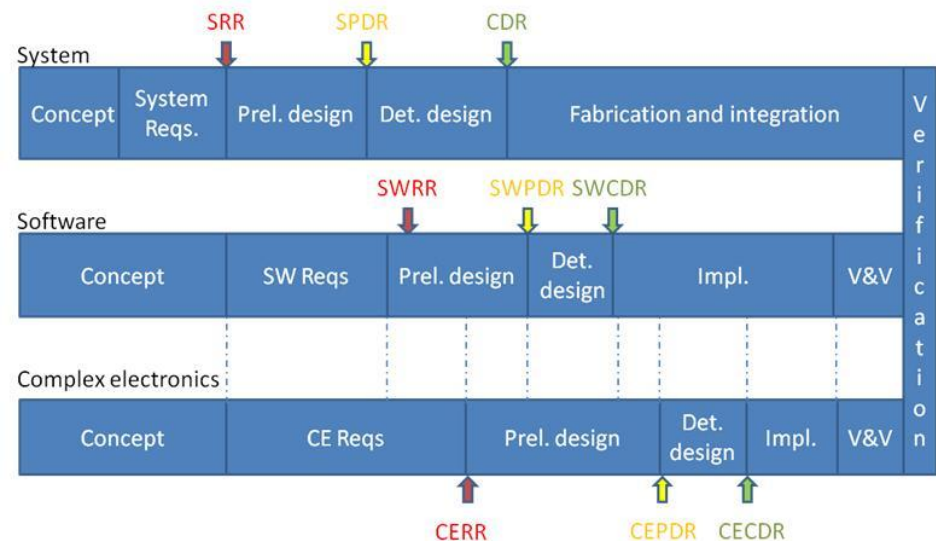 SRR SPDR CDR
System
Concept
System
Reqs.
Prel. design
Det. design
Fabrication and integration
Verification
SWRR SWPDR SWCDR
Software
Concept
SW Reqs
Prel. design
Det.
design
Impl.
V&V
Complex electronics
Concept
CE Reqs
Prel. design
Det.
design
Impl.
V&V
CERR CEPDR CECDR